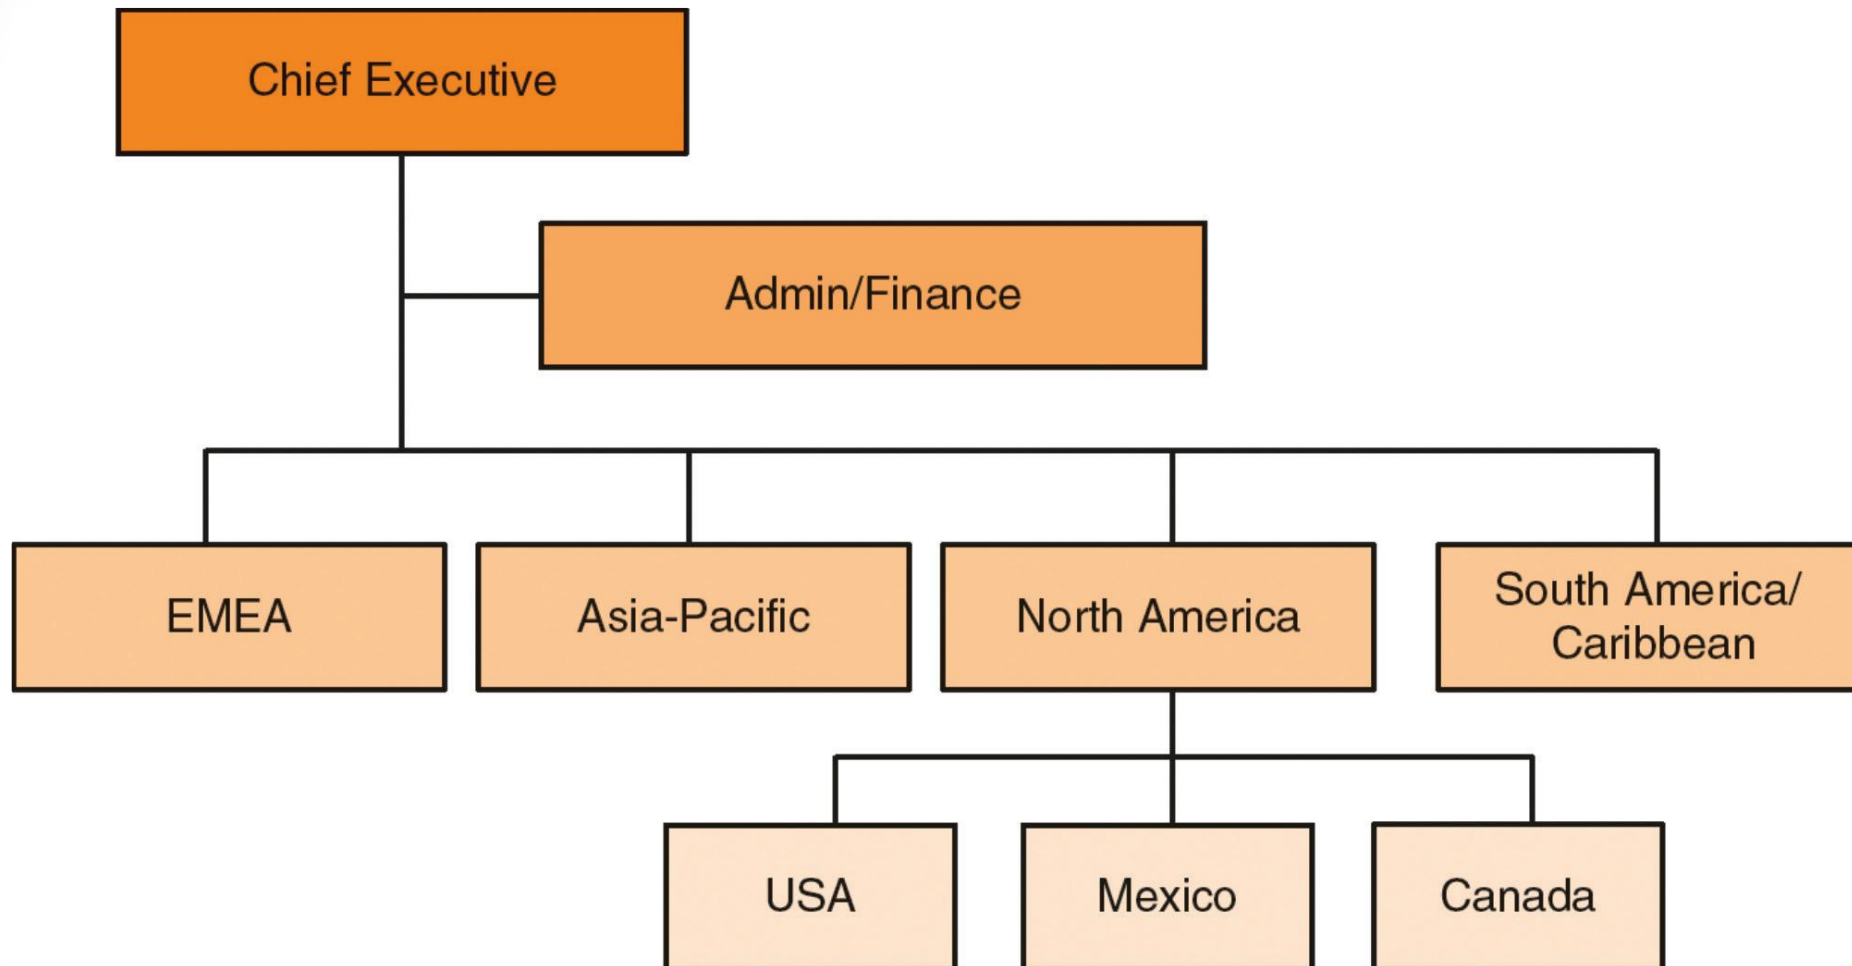 Chief Executive
Admin/Finance
EMEA
Asia-Pacific
North America
South America/
Caribbean
USA
Mexico
Canada